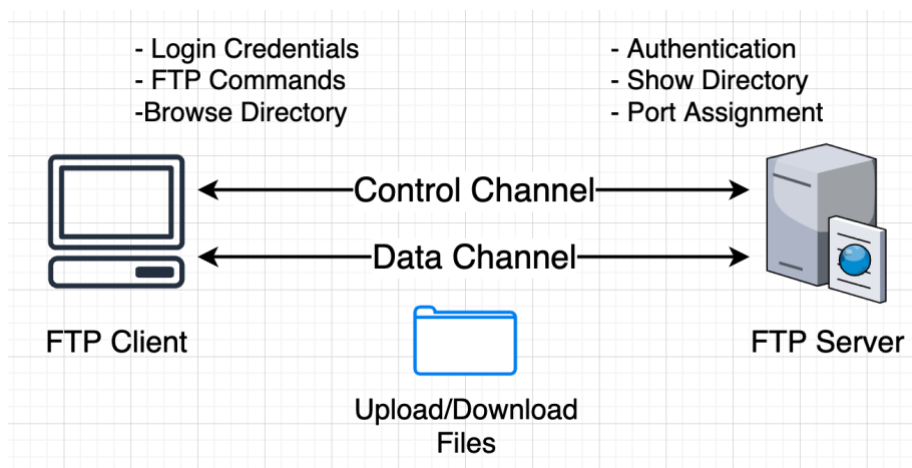 - Login Credentials
- FTP Commands
-Browse Directory
- Authentication
- Show Directory
- Port Assignment
Control Channel
Data Channel
FTP Client
FTP Server
Upload/Download
Files